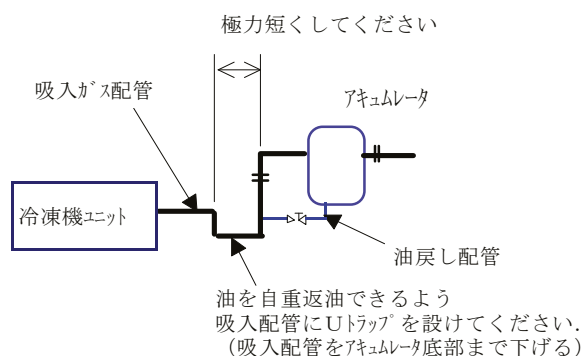 極力短くしてください
吸入ｶﾞｽ配管
ｱｷｭﾑﾚｰﾀ
冷凍機ﾕﾆｯﾄ
油戻し配管
油を自重返油できるよう
吸入配管にＵﾄﾗｯﾌﾟを設けてください.
（吸入配管をｱｷｭﾑﾚｰﾀ底部まで下げる）